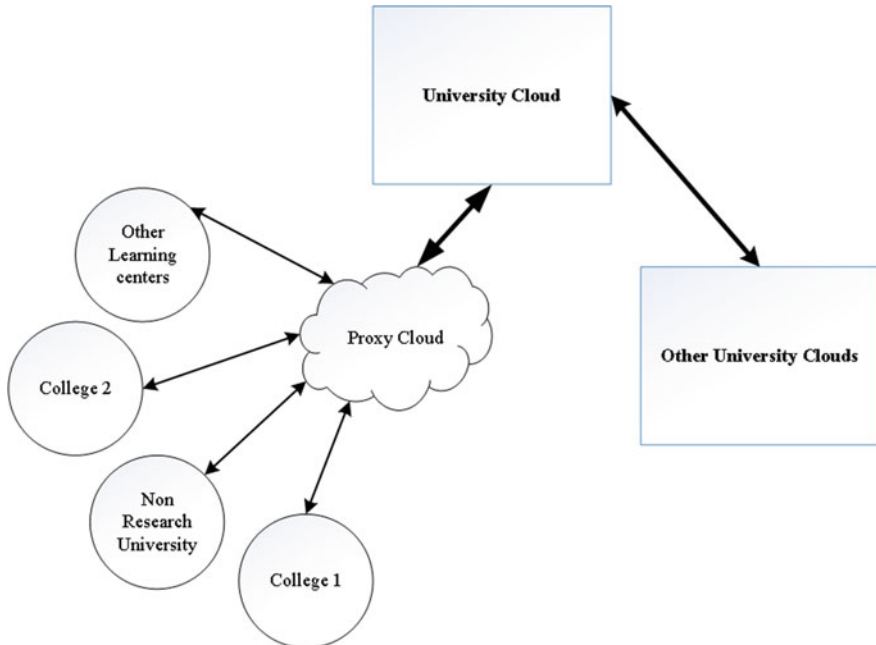 University Cloud
Other
Learning
centers
Proxy Cloud
Other University Clouds
College 2
Non
Research
University
College 1